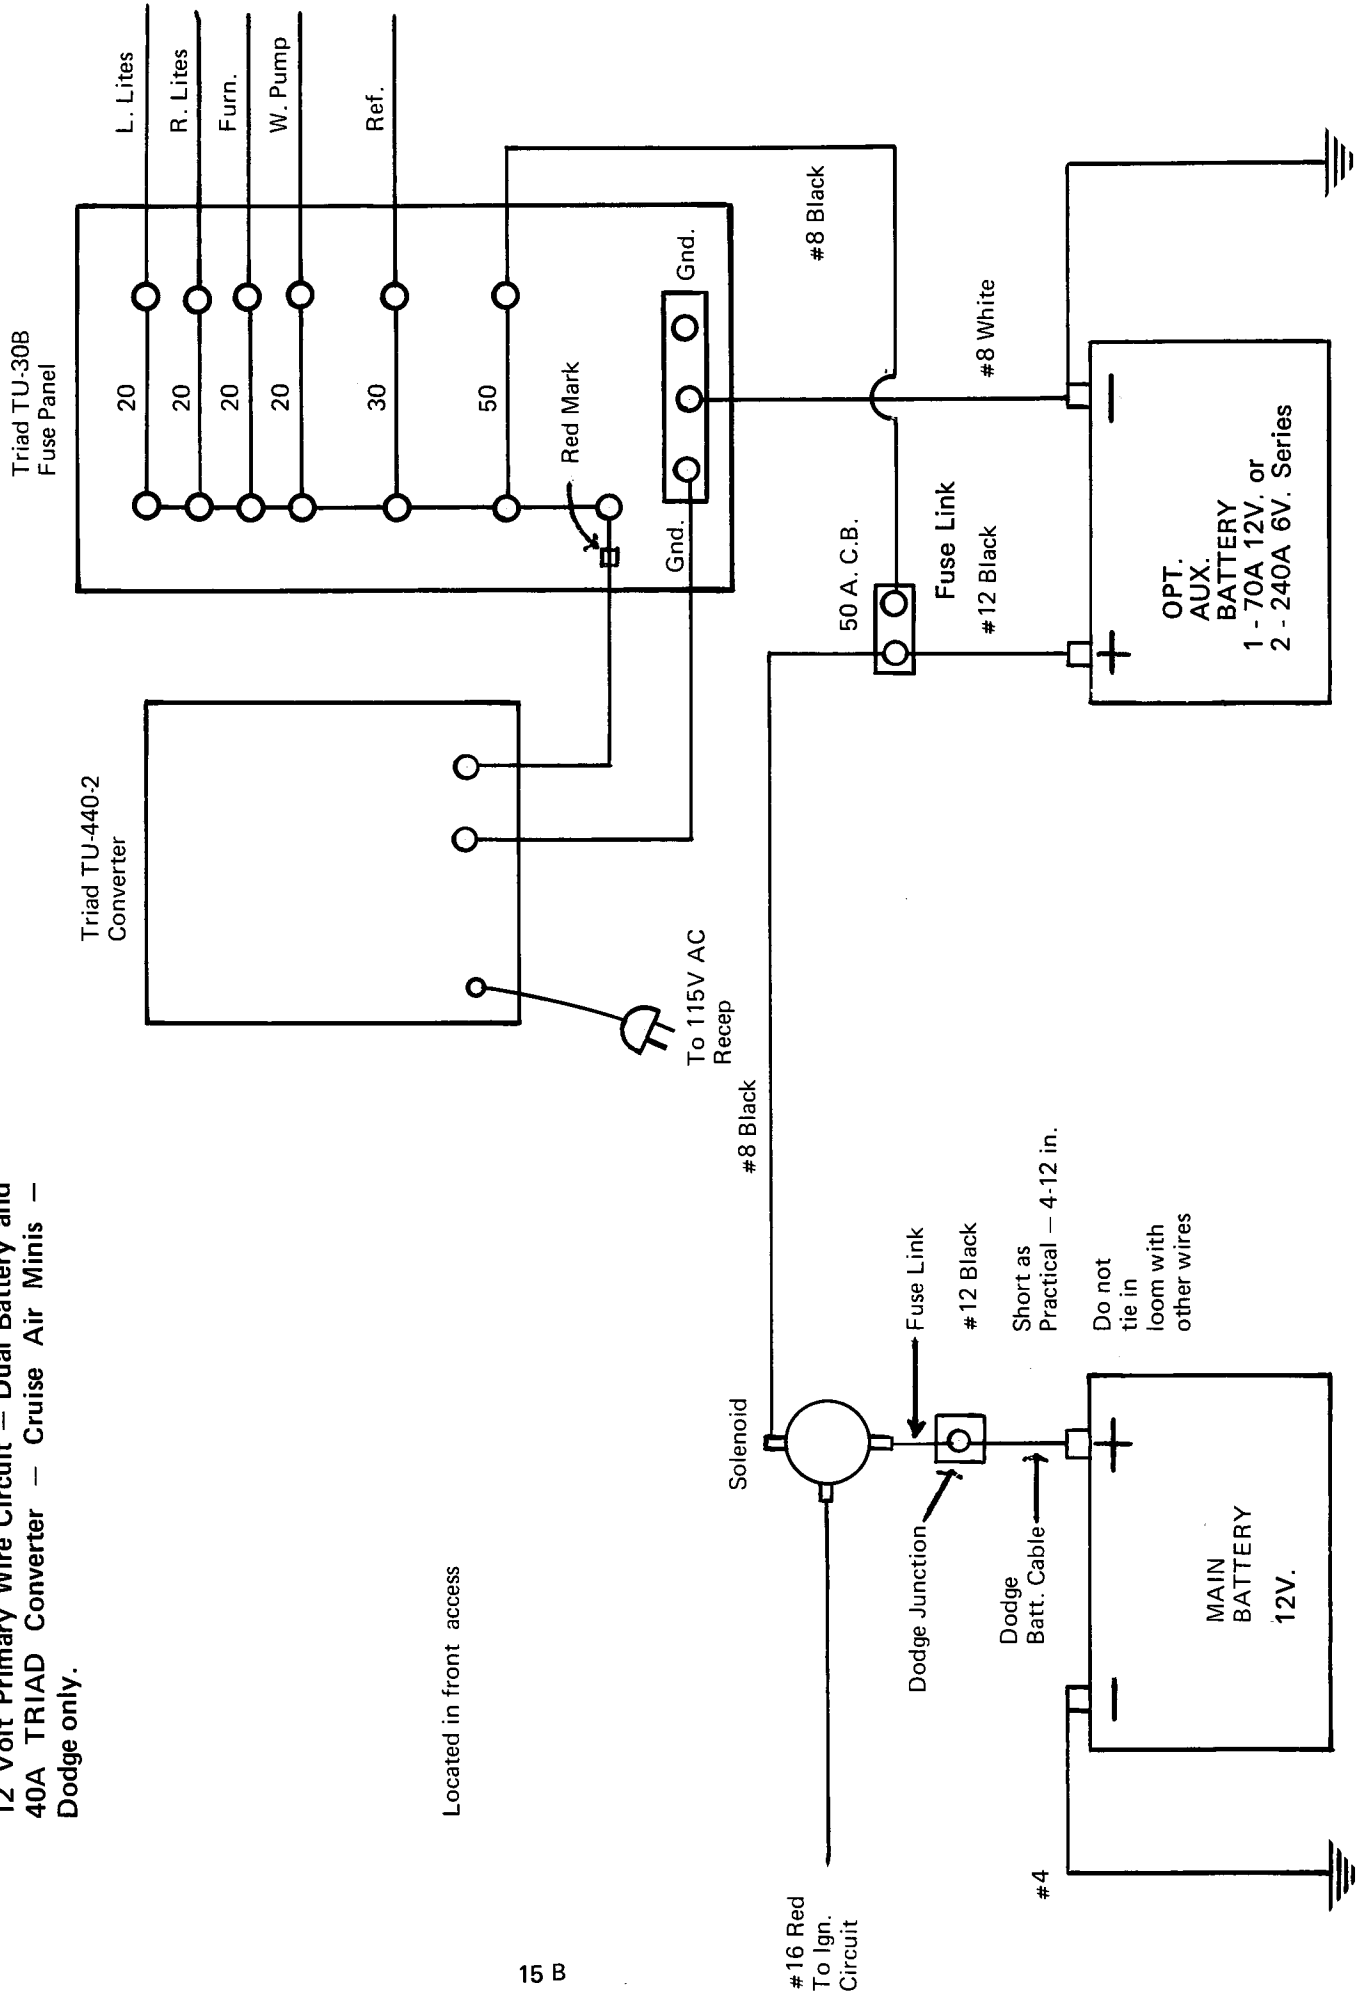 12 Volt Primary Wire Circuit — Dual Battery and
40A TRIAD Converter — Cruise Air Minis —
Dodge only.
Located in front access
Triad TU-440-2
Converter
To 115V AC
Recep
Triad TU-30B
Fuse Panel
20
20
20
20
30
50
L. Lites
R. Lites
Furn.
W. Pump
Ref.
Red Mark
Gnd.
Gnd.
#8 Black
#8 White
50 A. C.B.
Fuse Link
#12 Black
OPT.
AUX.
BATTERY
1 - 70A 12V. or
2 - 240A 6V. Series
#8 Black
Solenoid
Fuse Link
#12 Black
Short as
Practical — 4-12 in.
Do not
tie in
loom with
other wires
Dodge Junction
Dodge
Batt. Cable
MAIN
BATTERY
12V.
#16 Red
To Ign.
Circuit
#4
15 B